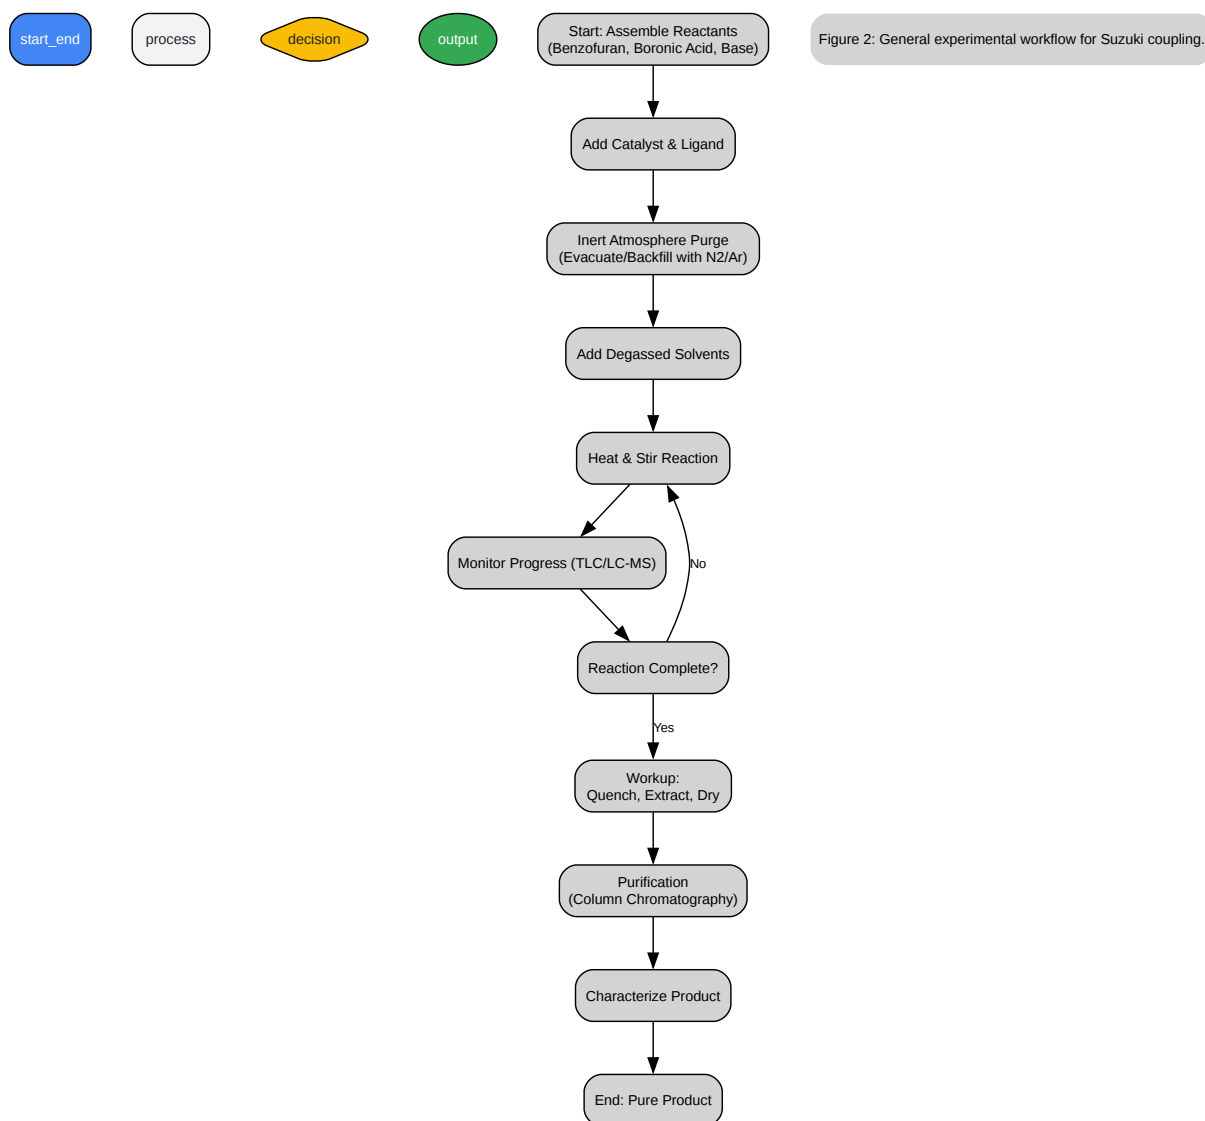 start_end
process
decision
output
Start: Assemble Reactants
(Benzofuran, Boronic Acid, Base)
Figure 2: General experimental workflow for Suzuki coupling.
Add Catalyst & Ligand
Inert Atmosphere Purge
(Evacuate/Backfill with N2/Ar)
Add Degassed Solvents
Heat & Stir Reaction
Monitor Progress (TLC/LC-MS)
No
Reaction Complete?
Yes
Workup:
Quench, Extract, Dry
Purification
(Column Chromatography)
Characterize Product
End: Pure Product